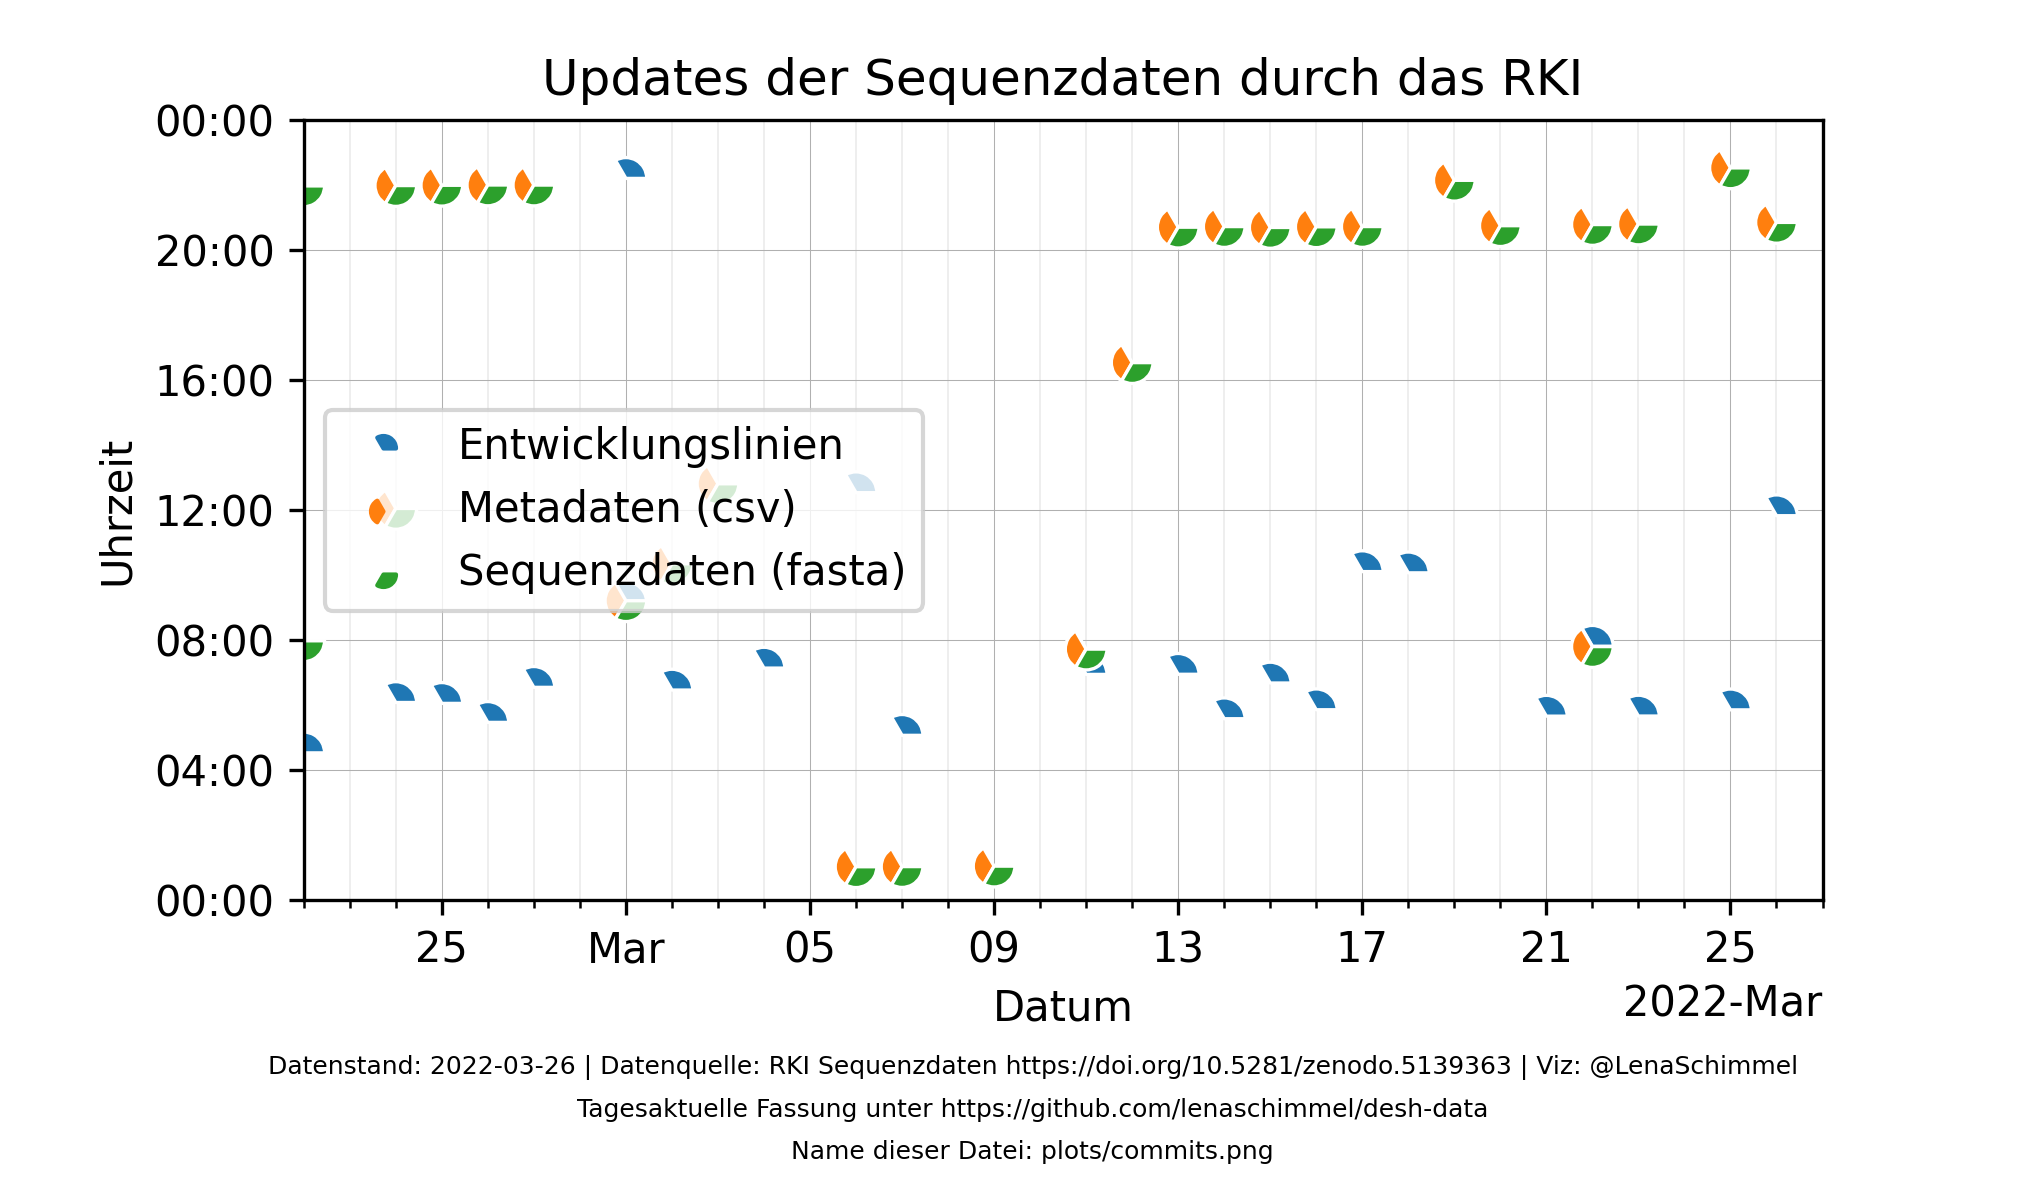 Updates der Sequenzdaten durch das RKI
00:00
20:00
16:00
12:00
08:00
04:00
00:00
Uhrzeit
Entwicklungslinien
Metadaten (csv)
Sequenzdaten (fasta)
25 Mar 05 09 13 17 21 25
Datum
2022-Mar
Datenstand: 2022-03-26 | Datenquelle: RKI Sequenzdaten https://doi.org/10.5281/zenodo.5139363 | Viz: @LenaSchimmel
Tagesaktuelle Fassung unter https://github.com/lenaschimmel/desh-data
Name dieser Datei: plots/commits.png